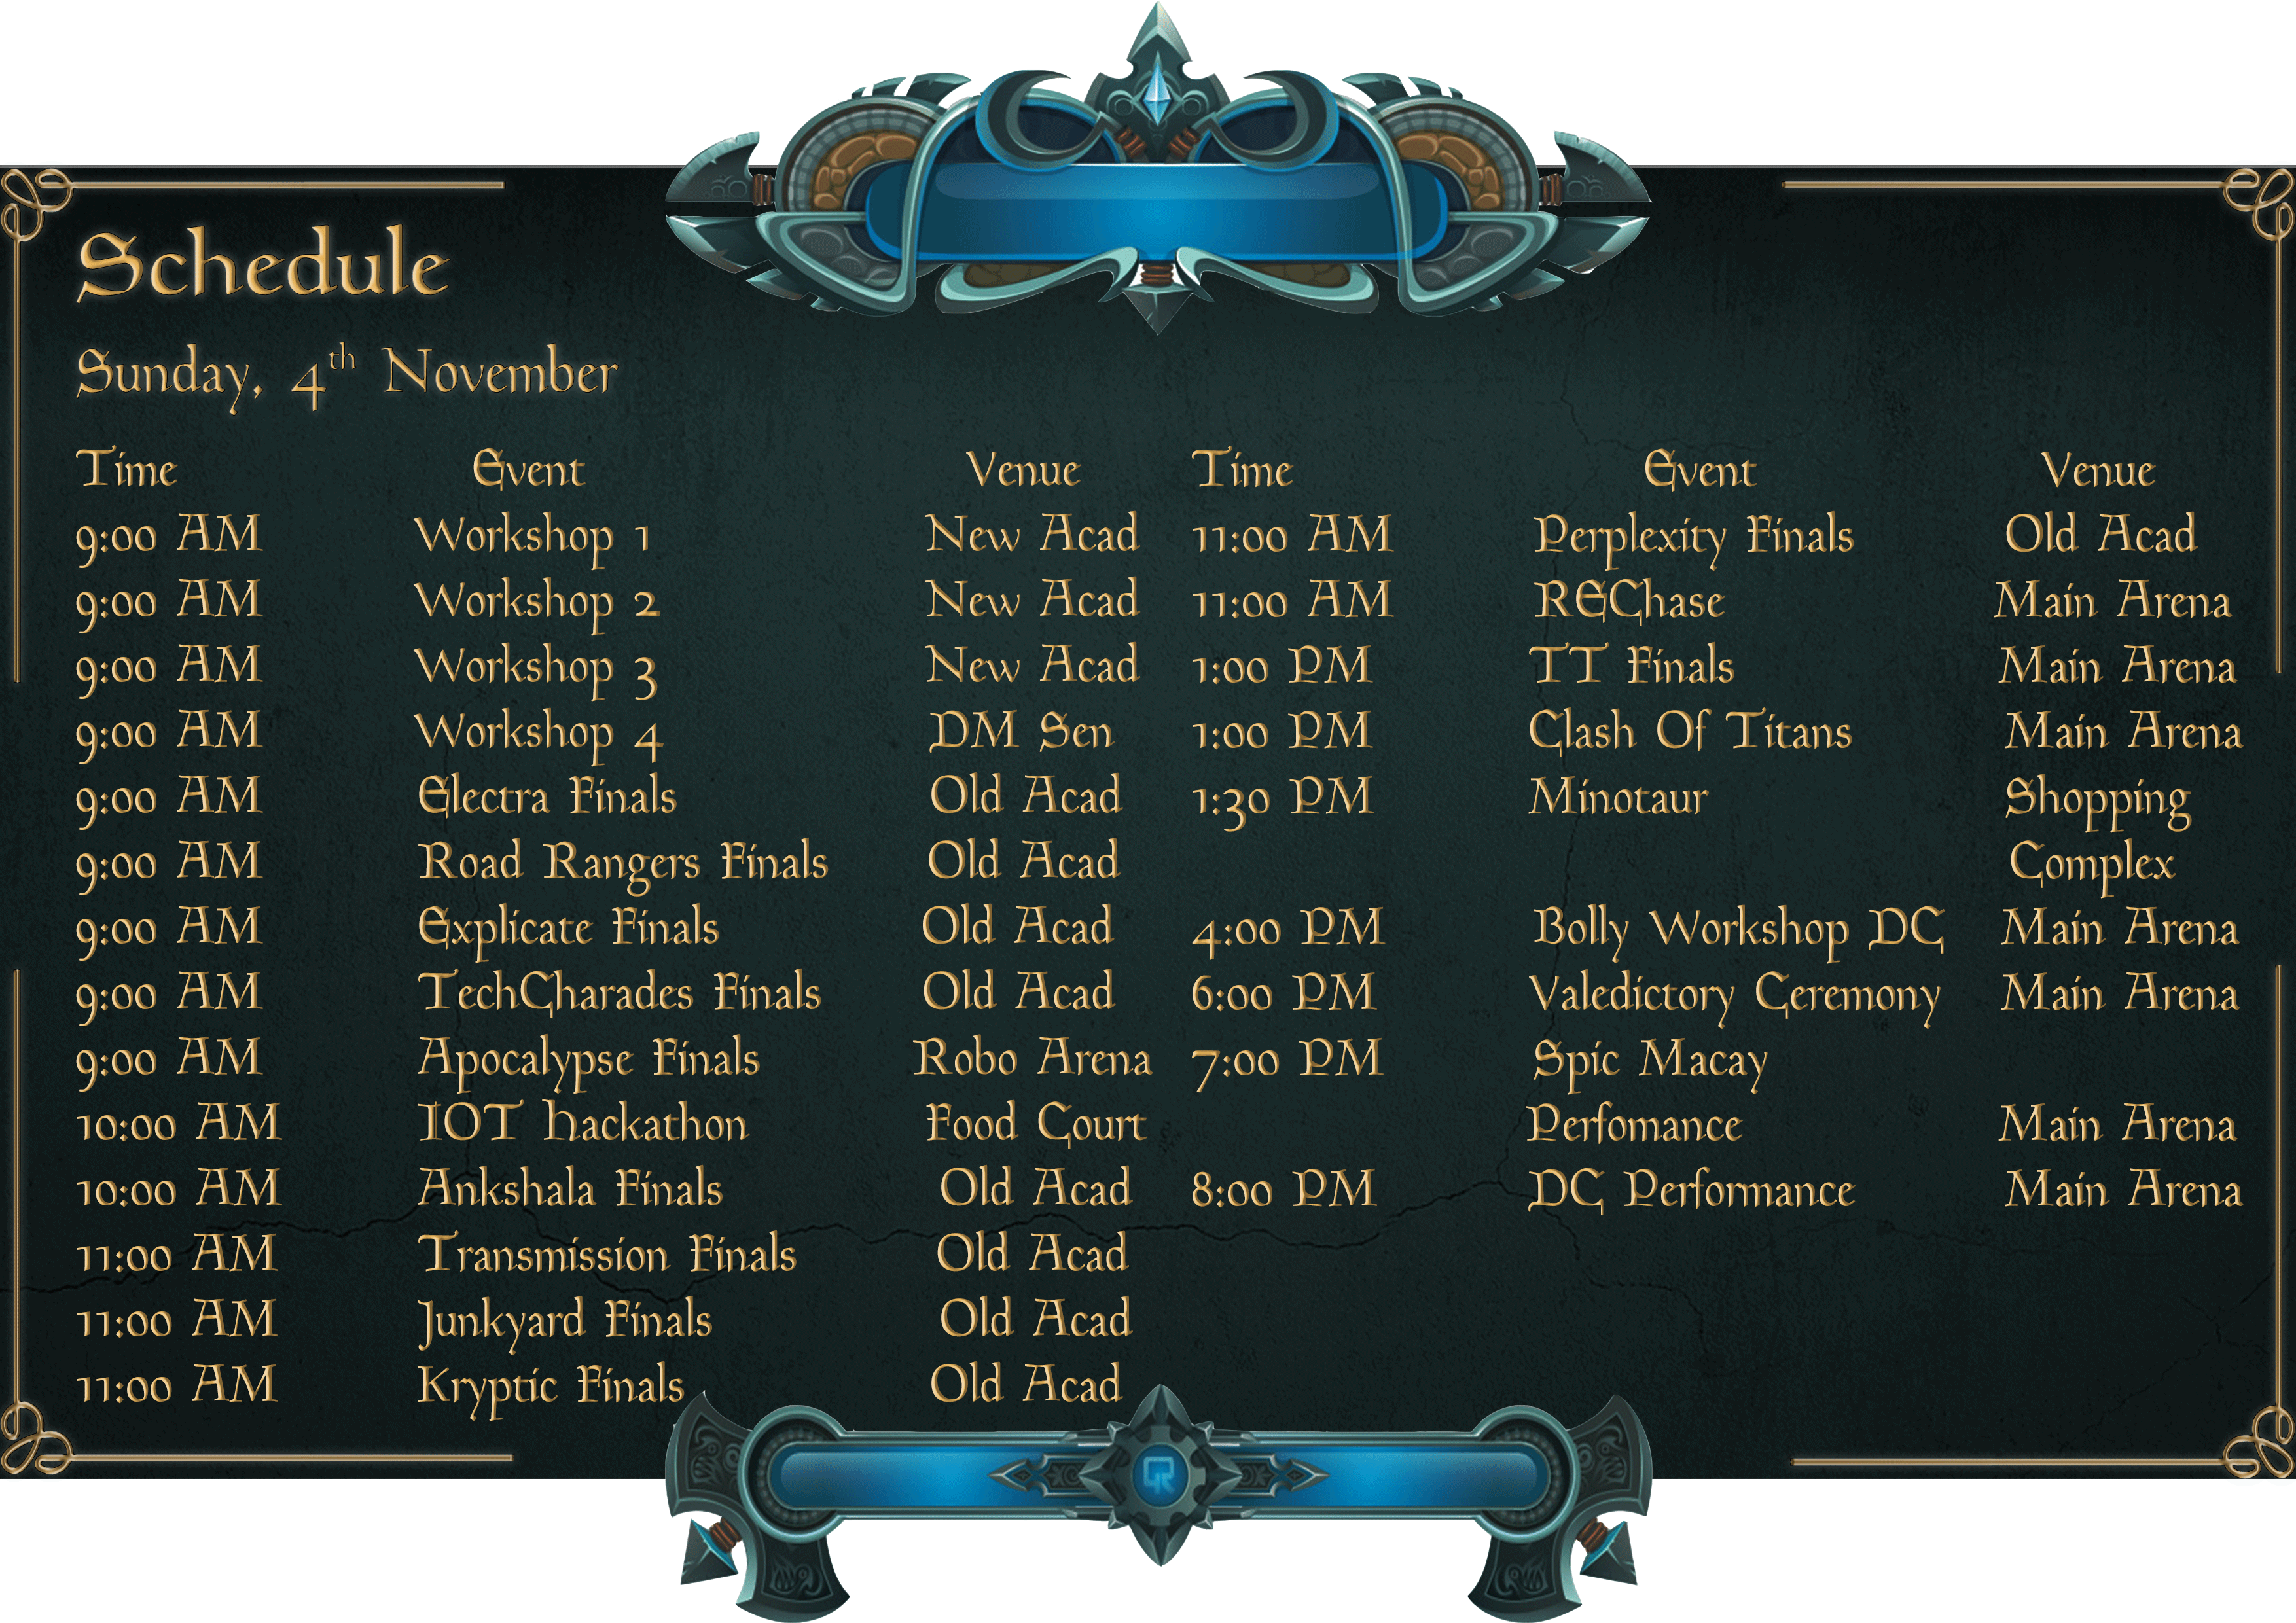 Schedule
Sunday, 4th November
Time Event Venue
9:00 AM Workshop 1 New Acad
9:00 AM Workshop 2 New Acad
9:00 AM Workshop 3 New Acad
9:00 AM Workshop 4 DM Sen
9:00 AM Electra Finals Old Acad
9:00 AM Road Rangers Finals Old Acad
9:00 AM Explicate Finals Old Acad
9:00 AM TechCharades Finals Old Acad
9:00 AM Apocalypse Finals Robo Arena
10:00 AM IOT Hackathon Food Court
10:00 AM Ankshala Finals Old Acad
11:00 AM Transmission Finals Old Acad
11:00 AM Junkyard Finals Old Acad
11:00 AM Kryptic Finals Old Acad
Time Event Venue
11:00 AM Perplexity Finals Old Acad
11:00 AM RECChase Main Arena
1:00 PM TT Finals Main Arena
1:00 PM Clash Of Titans Main Arena
1:30 PM Minotaur Shopping
Complex
4:00 PM Bolly Workshop DC Main Arena
6:00 PM Valedictory Ceremony Main Arena
7:00 PM Spic Macay
Perfomance Main Arena
8:00 PM DC Performance Main Arena